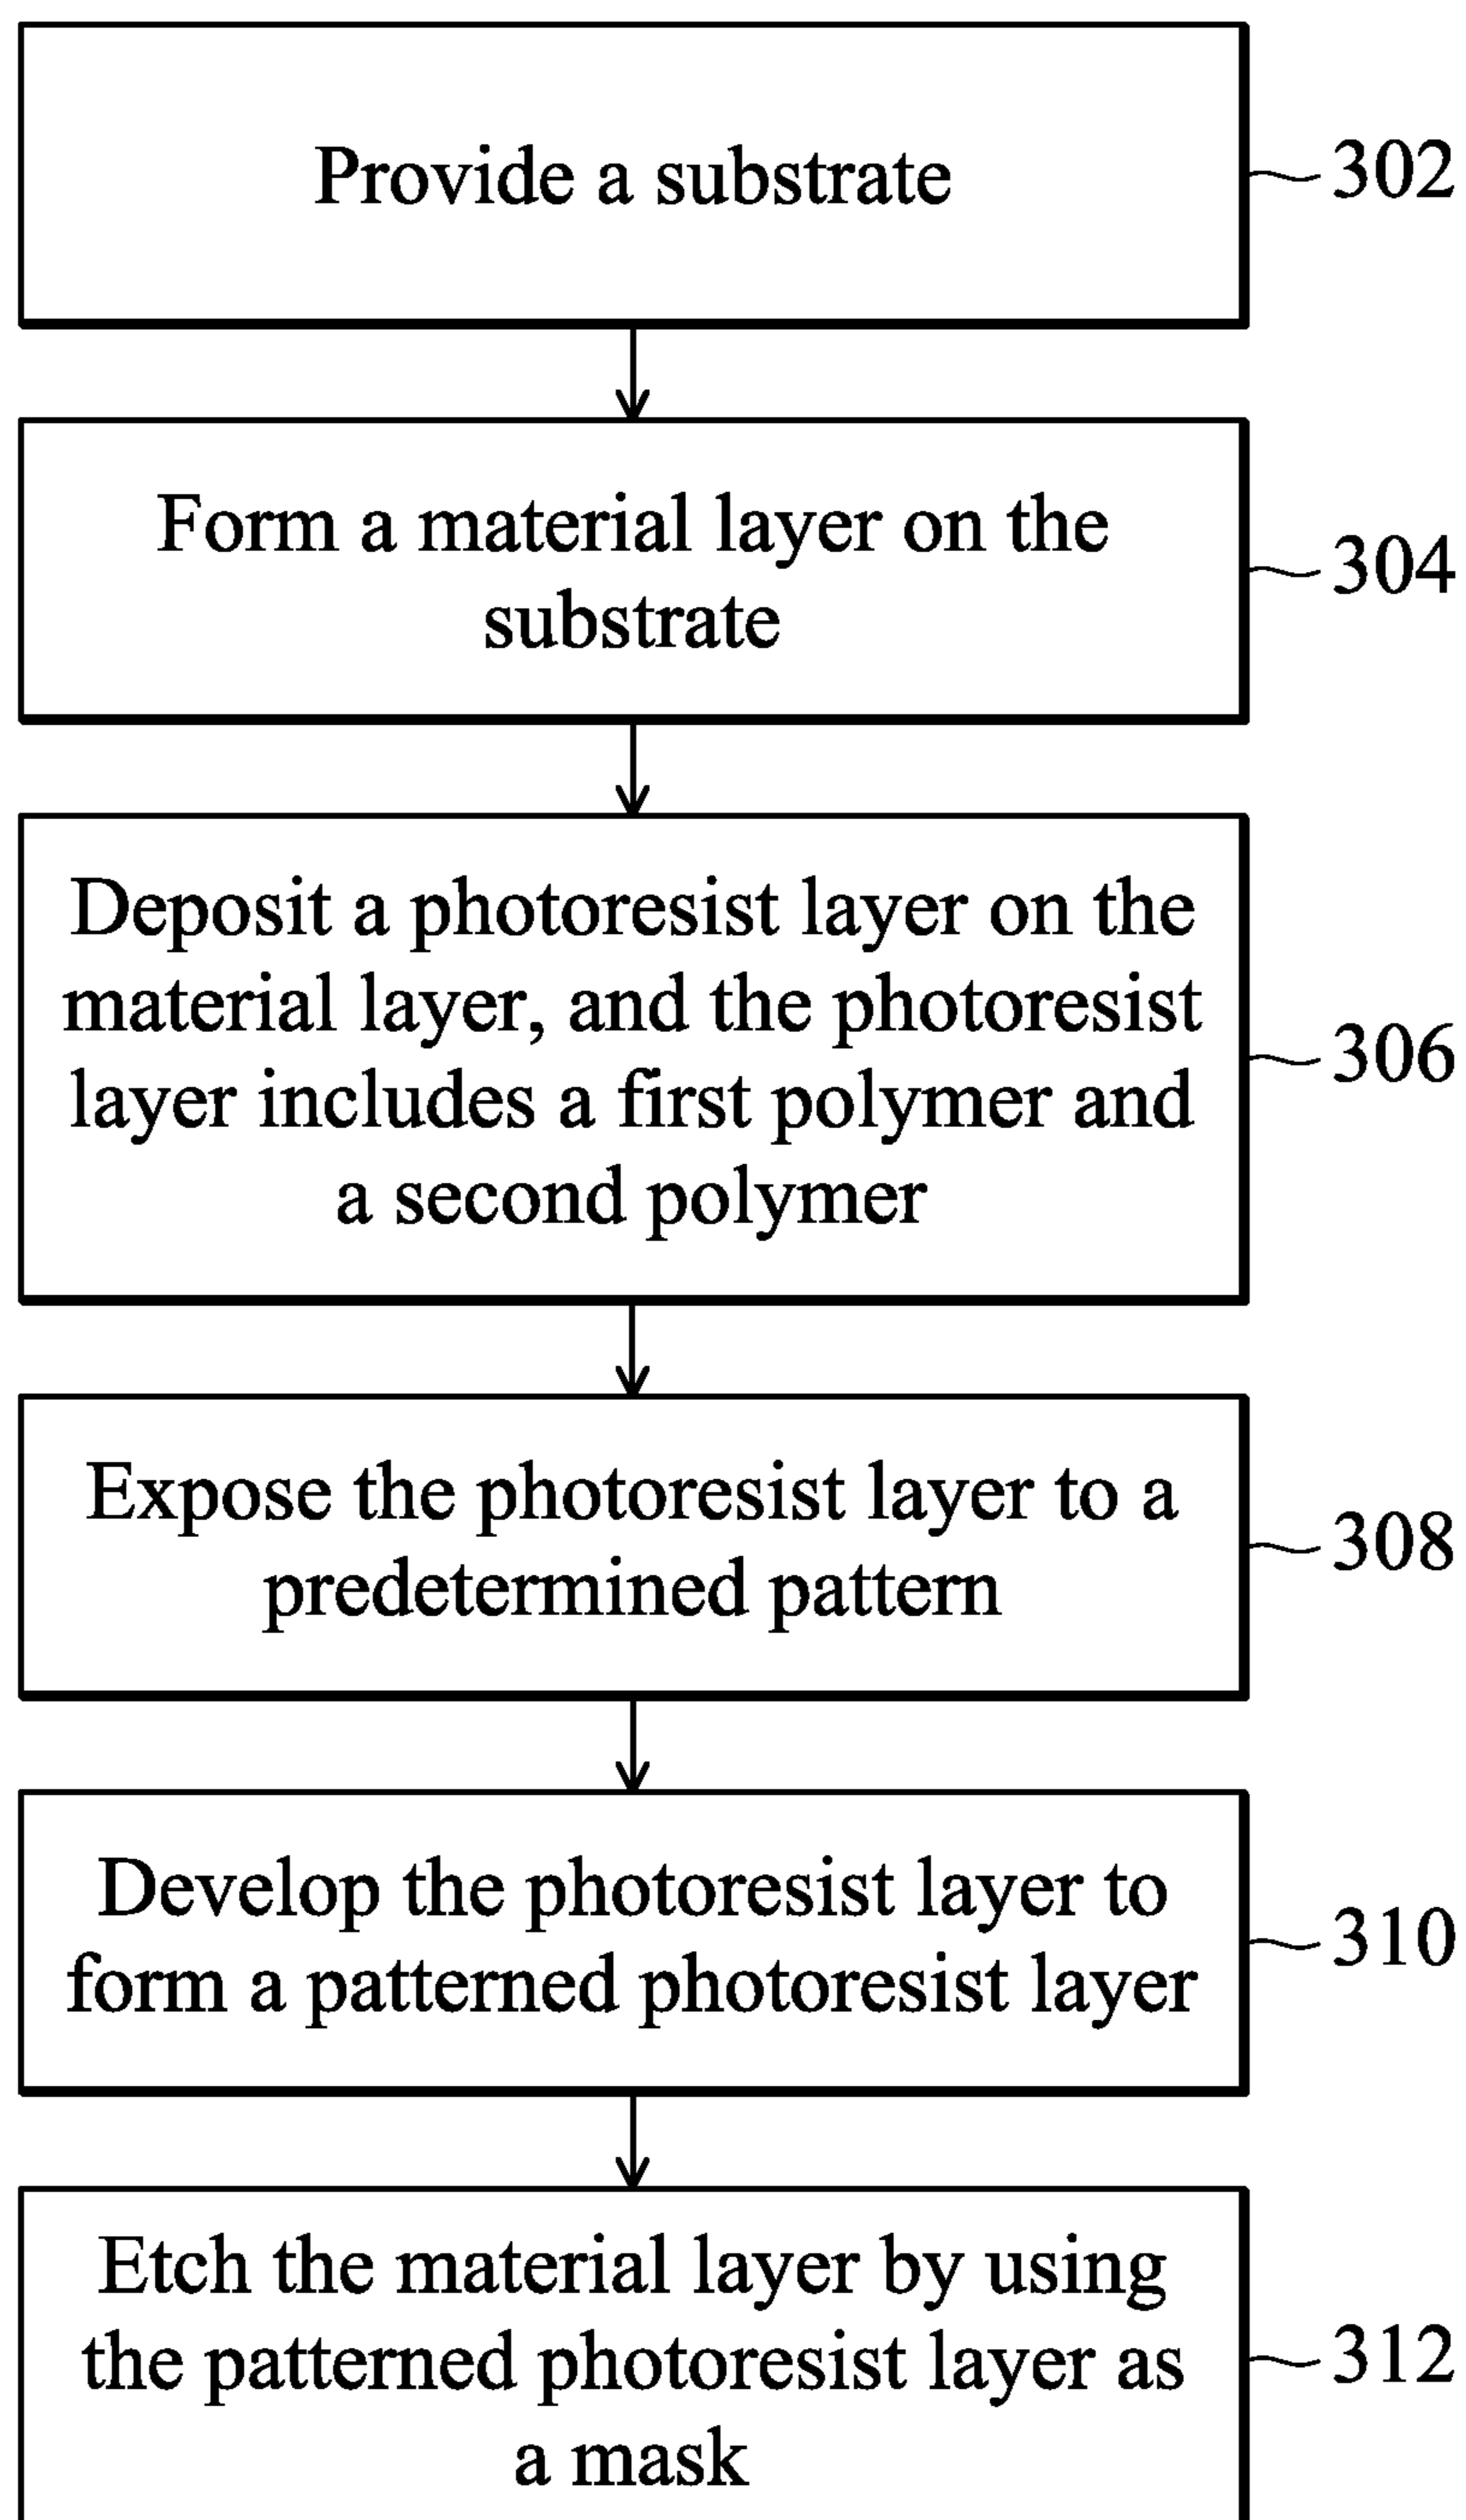 Provide a substrate
302
Form a material layer on the
substrate
304
Deposit a photoresist layer on the
material layer, and the photoresist
layer includes a first polymer and
a second polymer
306
Expose the photoresist layer to a
predetermined pattern
308
Develop the photoresist layer to
form a patterned photoresist layer
310
Etch the material layer by using
the patterned photoresist layer as
a mask
312